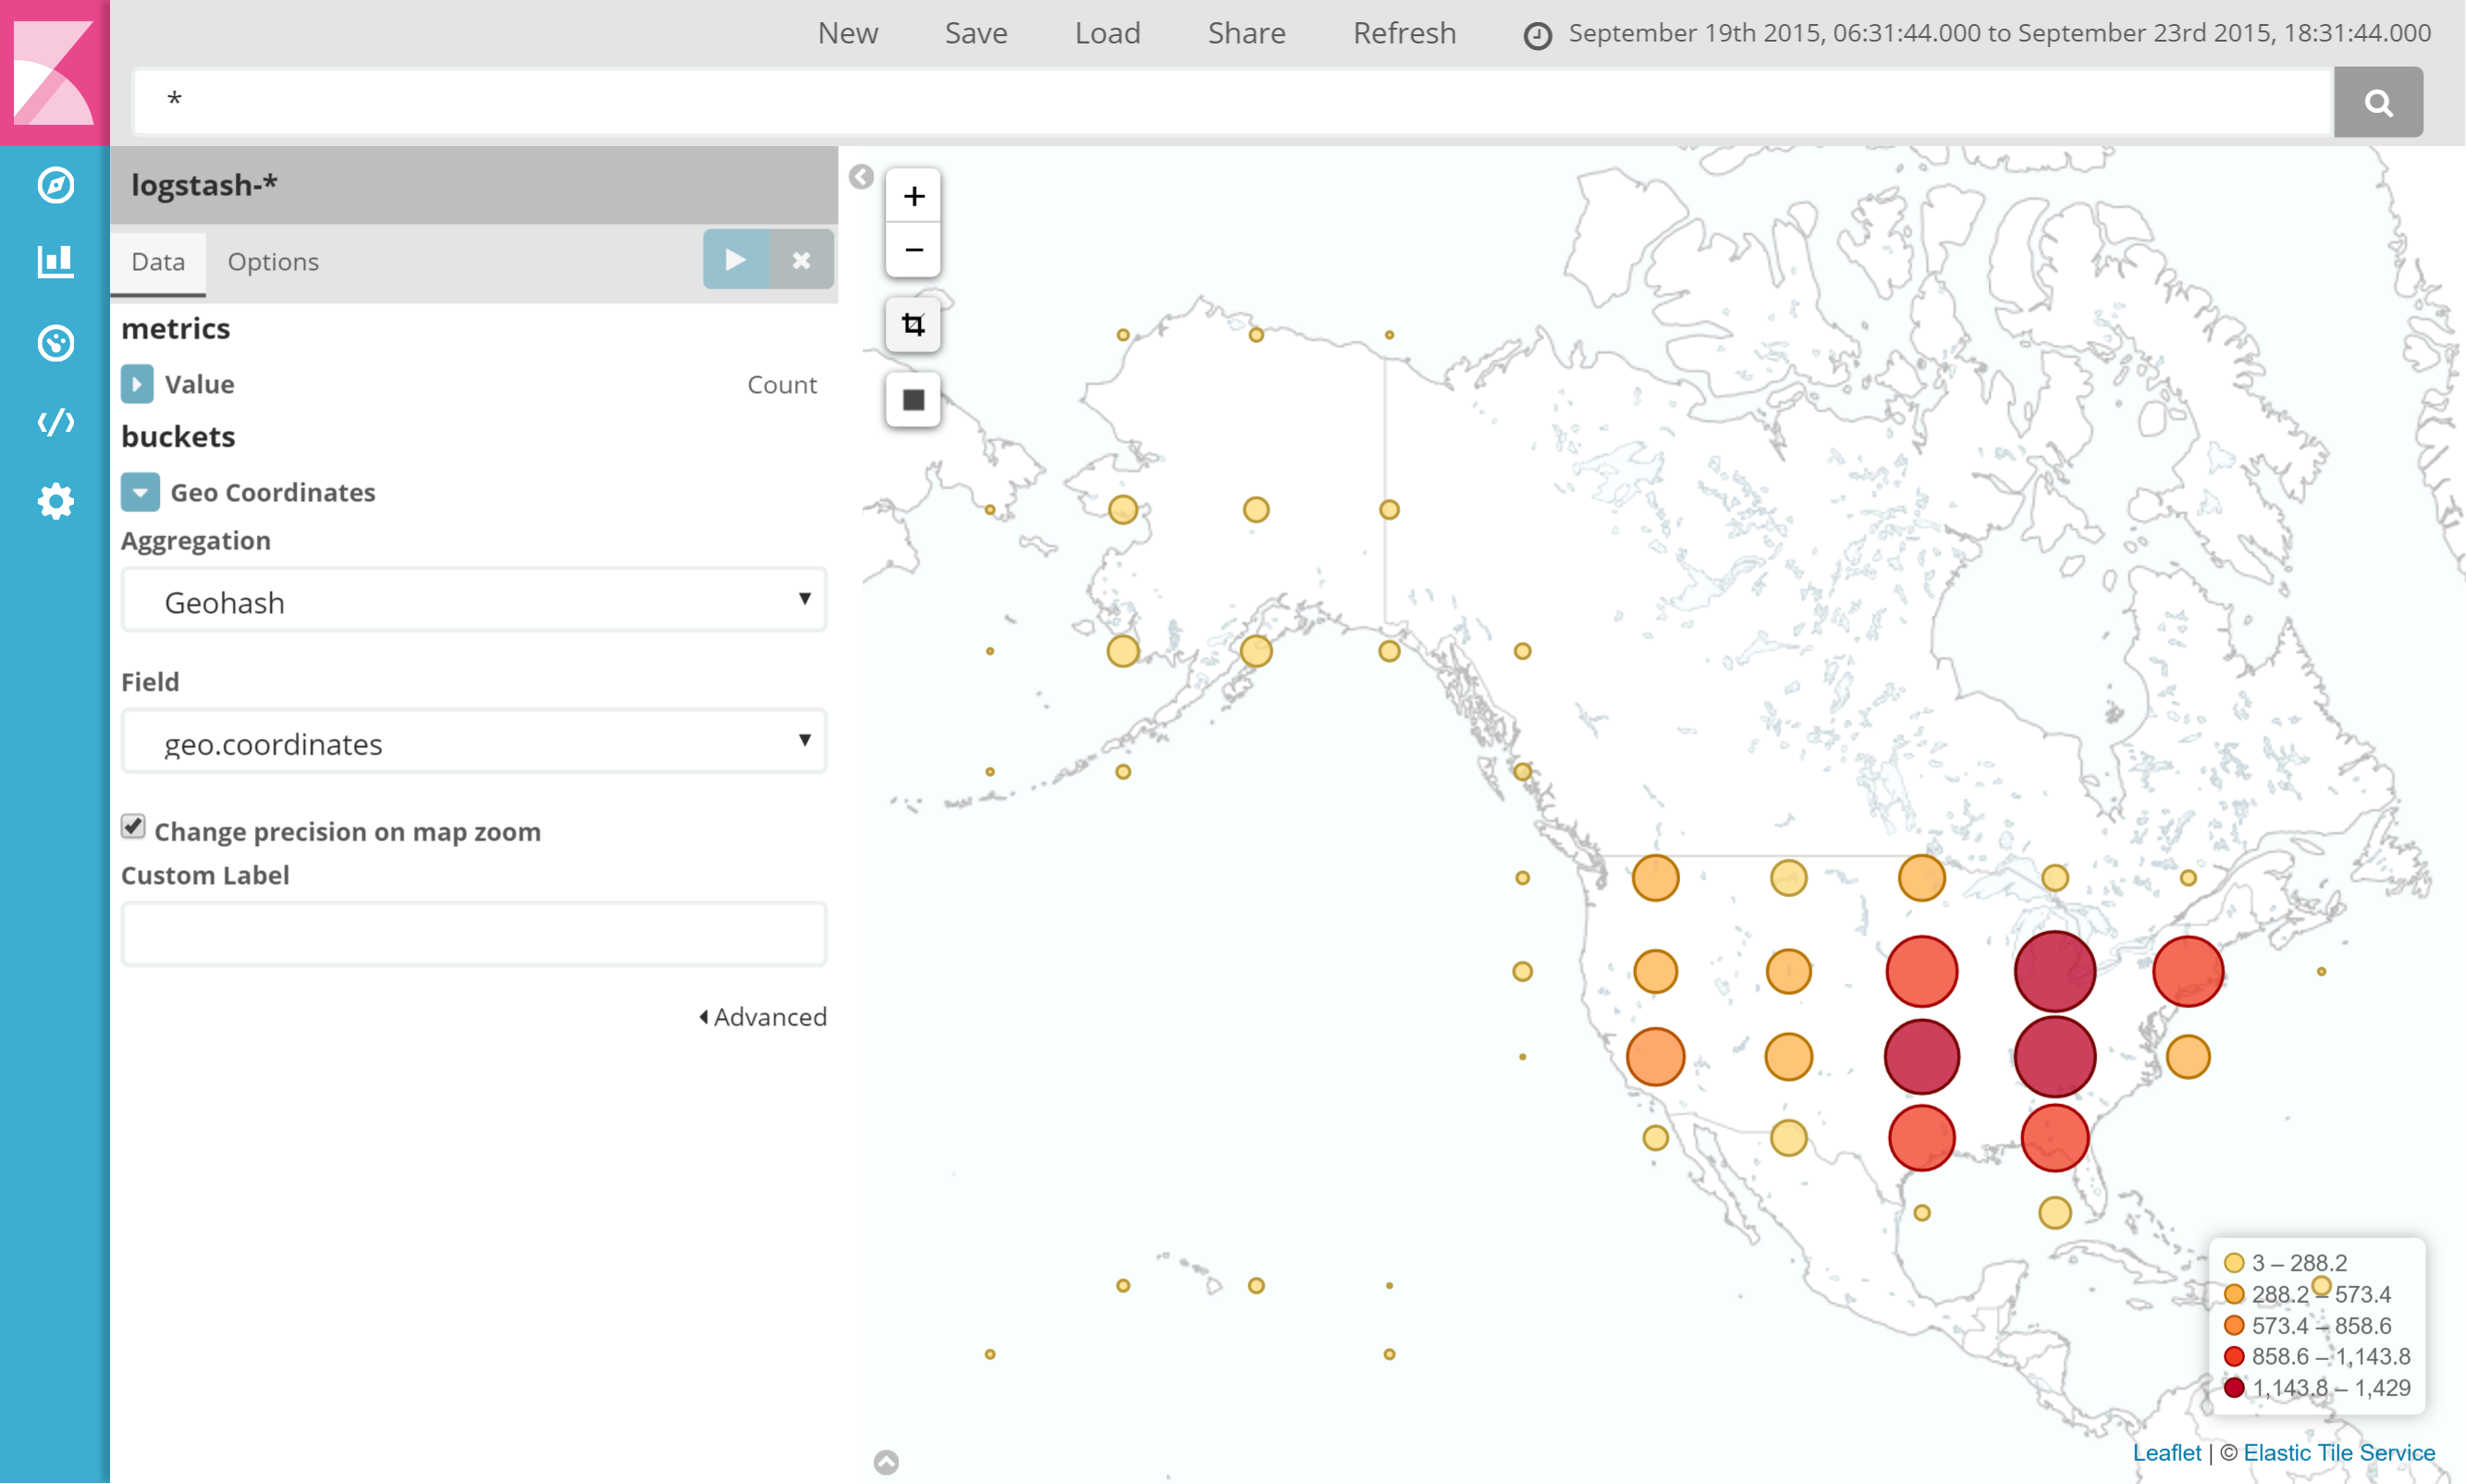 New Save Load Share Refresh September 19th 2015, 06:31:44.000 to September 23rd 2015, 18:31:44.000
*
logstash-*
Data Options
metrics
Value Count
buckets
Geo Coordinates
Aggregation
Geohash
Field
geo.coordinates
Change precision on map zoom
Custom Label
Advanced
3 – 288.2
288.2 – 573.4
573.4 – 858.6
858.6 – 1,143.8
1,143.8 – 1,429
Leaflet | © Elastic Tile Service